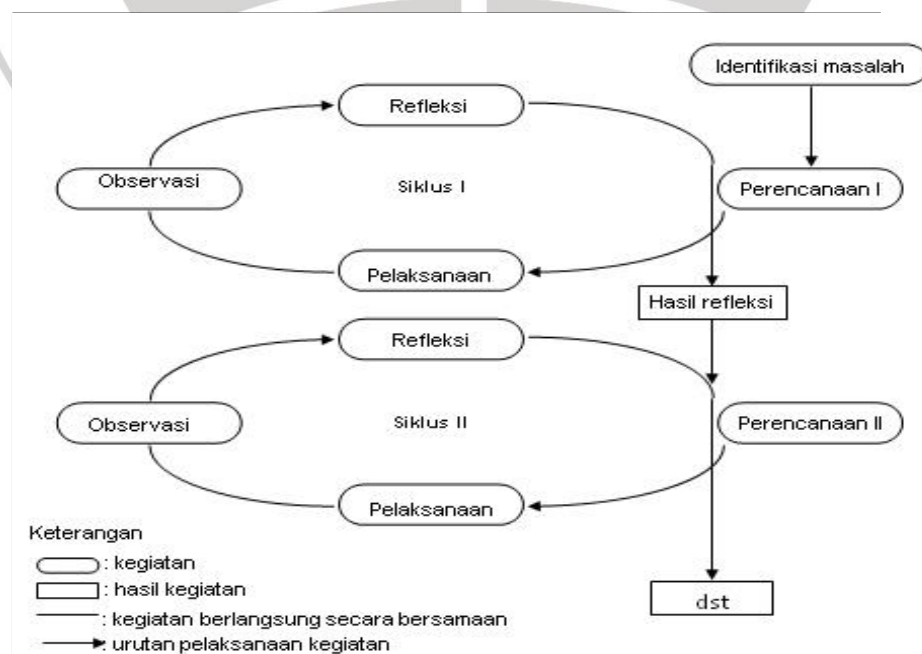 Identifikasi masalah
Refleksi
Observasi
Siklus I
Perencanaan I
Pelaksanaan
Hasil refleksi
Refleksi
Observasi
Siklus II
Perencanaan II
Pelaksanaan
Keterangan
: kegiatan
: hasil kegiatan
: kegiatan berlangsung secara bersamaan
: urutan pelaksanaan kegiatan
dst